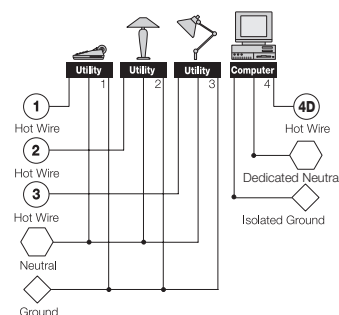 Utility Utility Utility Computer
1 2 3 4
1
Hot Wire
4D
Hot Wire
2
Hot Wire
Dedicated Neutra
3
Hot Wire
Isolated Ground
Neutral
Ground